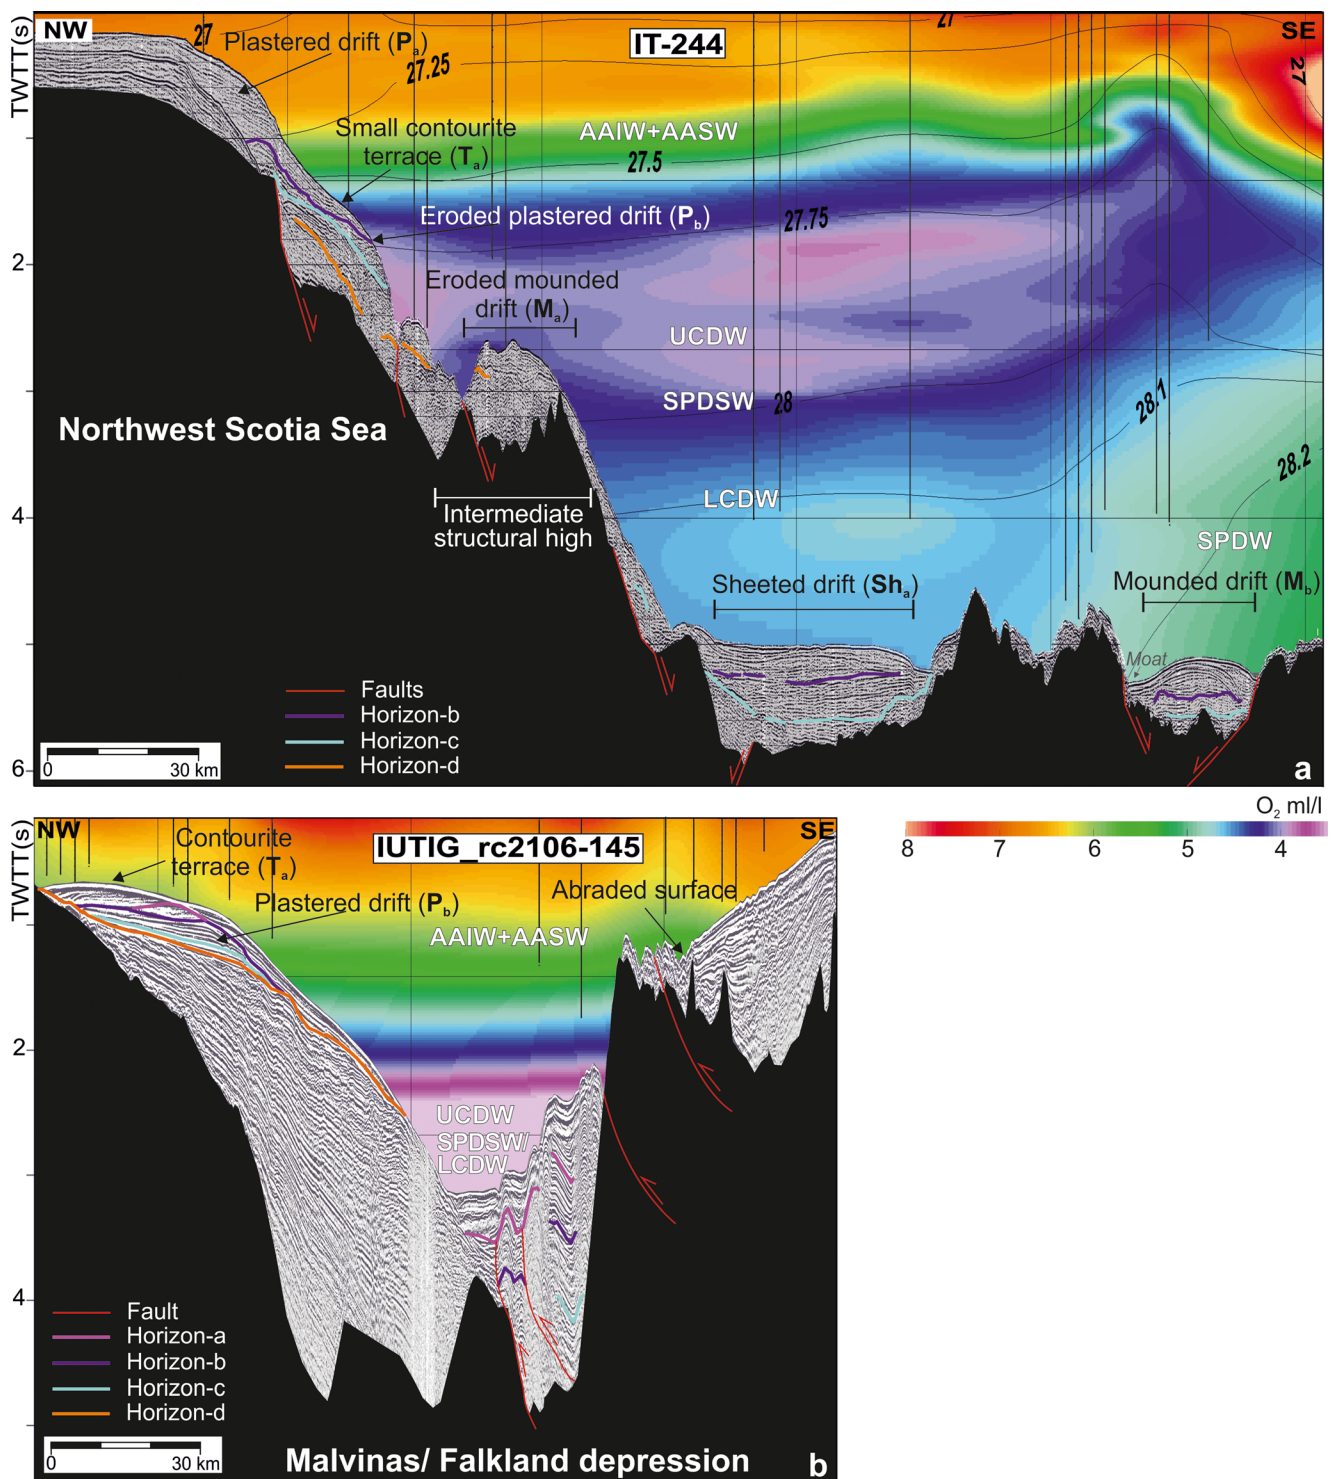 NW
IT-244
SE
TWTT(s)
27
27
27
Plastered drift (Pa)
27.25
Small contourite
terrace (Ta)
AAIW+AASW
27.5
Eroded plastered drift (Pb)
27.75
2
Eroded mounded
drift (Ma)
UCDW
SPDSW
28
28.1
Northwest Scotia Sea
28.2
LCDW
4
Intermediate
structural high
SPDW
Sheeted drift (Sha)
Mounded drift (Mb)
Moat
Faults
Horizon-b
Horizon-c
Horizon-d
0 30 km
6
a
O2 ml/l
8 7 6 5 4
NW
IUTIG_rc2106-145
SE
TWTT(s)
Contourite
terrace (Ta)
Plastered drift (Pb)
Abraded surface
AAIW+AASW
2
UCDW
SPDSW/
LCDW
4
Fault
Horizon-a
Horizon-b
Horizon-c
Horizon-d
0 30 km
Malvinas/ Falkland depression
b